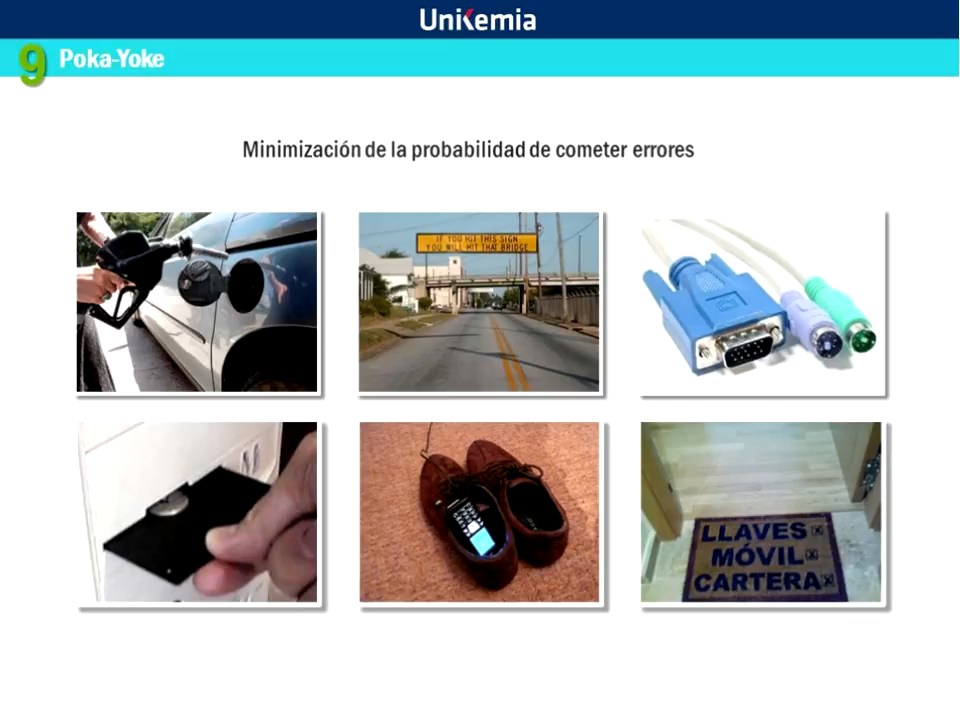 Unikemia
9 Poka-Yoke
Minimización de la probabilidad de cometer errores
IF YOU HIT THIS SIGN
YOU WILL HIT THAT BRIDGE
LLAVES
MÓVIL
CARTERA